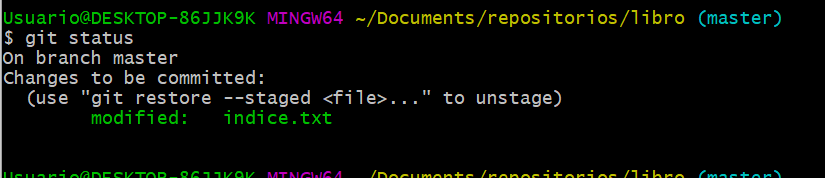 Usuario@DESKTOP-86JJK9K MINGW64 ~/Documents/repositorios/libro (master)
$ git status
On branch master
Changes to be committed:
  (use "git restore --staged <file>..." to unstage)
        modified:   indice.txt
Usuario@DESKTOP-86JJK9K MINGW64 ~/Documents/repositorios/libro (master)